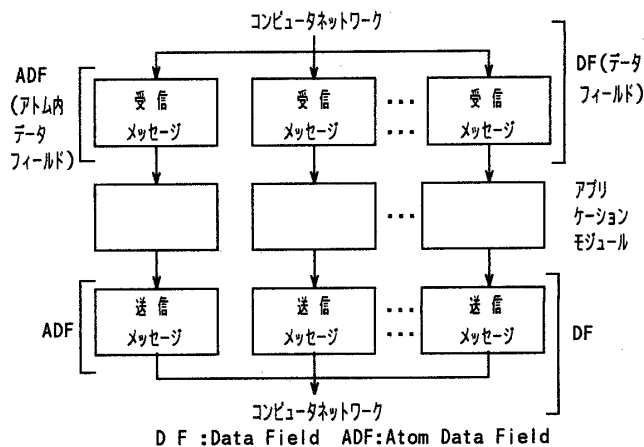 コンピュータネットワーク
ADF
(アトム内
データ
フィールド)
受信
メッセージ
受信
メッセージ
...
...
受信
メッセージ
DF(データ
フィールド)
...
アプリ
ケーション
モジュール
ADF
送信
メッセージ
送信
メッセージ
...
...
送信
メッセージ
DF
コンピュータネットワーク
D F :Data Field ADF:Atom Data Field